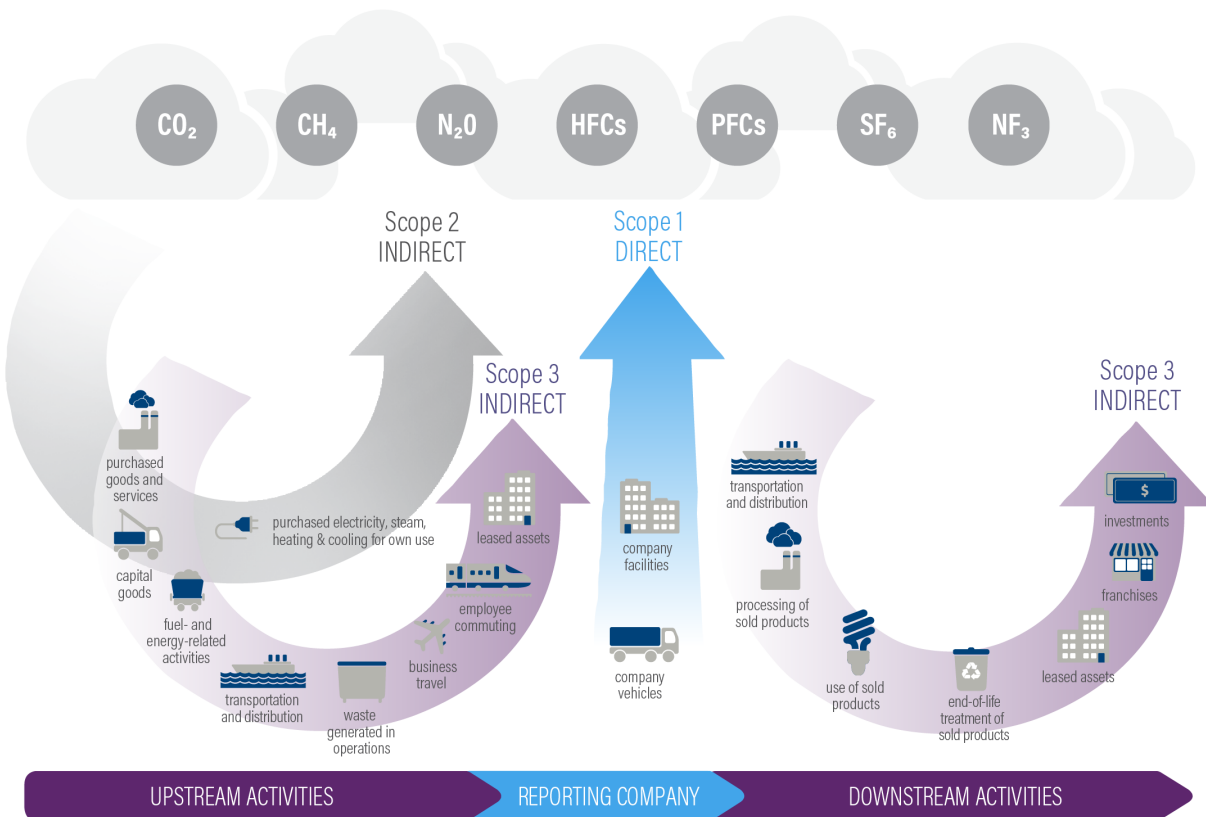 CO₂
CH₄
N₂O
HFCs
PFCs
SF₆
NF₃
Scope 2
INDIRECT
Scope 1
DIRECT
Scope 3
INDIRECT
Scope 3
INDIRECT
purchased
goods and
services
capital
goods
fuel- and
energy-related
activities
purchased electricity, steam,
heating & cooling for own use
transportation
and distribution
waste
generated in
operations
business
travel
employee
commuting
leased assets
company
facilities
company
vehicles
transportation
and distribution
processing of
sold products
use of sold
products
end-of-life
treatment of
sold products
leased assets
franchises
$
investments
UPSTREAM ACTIVITIES
REPORTING COMPANY
DOWNSTREAM ACTIVITIES